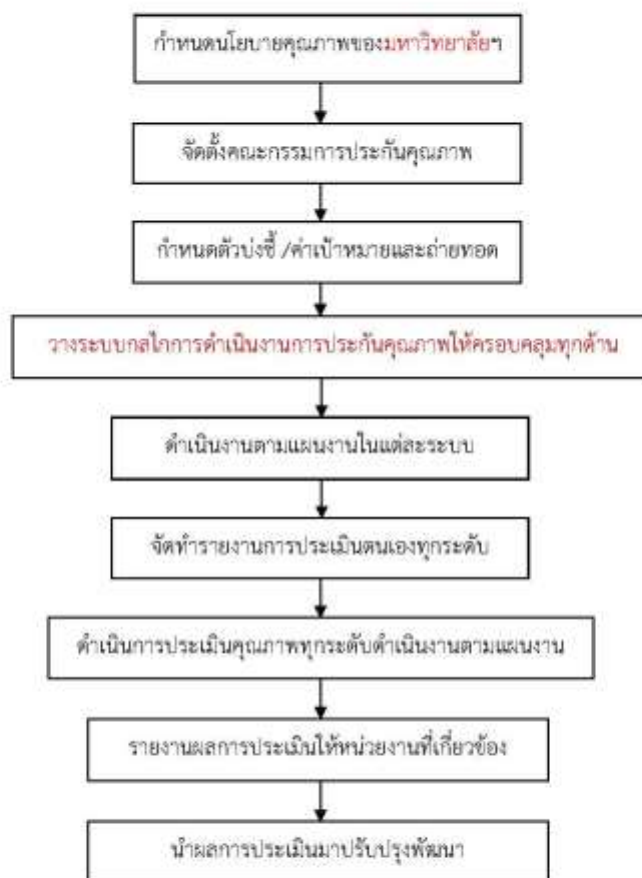 กำหนดนโยบายคุณภาพของมหาวิทยาลัยฯ
จัดตั้งคณะกรรมการประกันคุณภาพ
กำหนดตัวบ่งชี้ /ค่าเป้าหมายและถ่ายทอด
วางระบบกลไกการดำเนินงานการประกันคุณภาพให้ครอบคลุมทุกด้าน
ดำเนินงานตามแผนงานในแต่ละระบบ
จัดทำรายงานการประเมินตนเองทุกระดับ
ดำเนินการประเมินคุณภาพทุกระดับดำเนินงานตามแผนงาน
รายงานผลการประเมินให้หน่วยงานที่เกี่ยวข้อง
นำผลการประเมินมาปรับปรุงพัฒนา